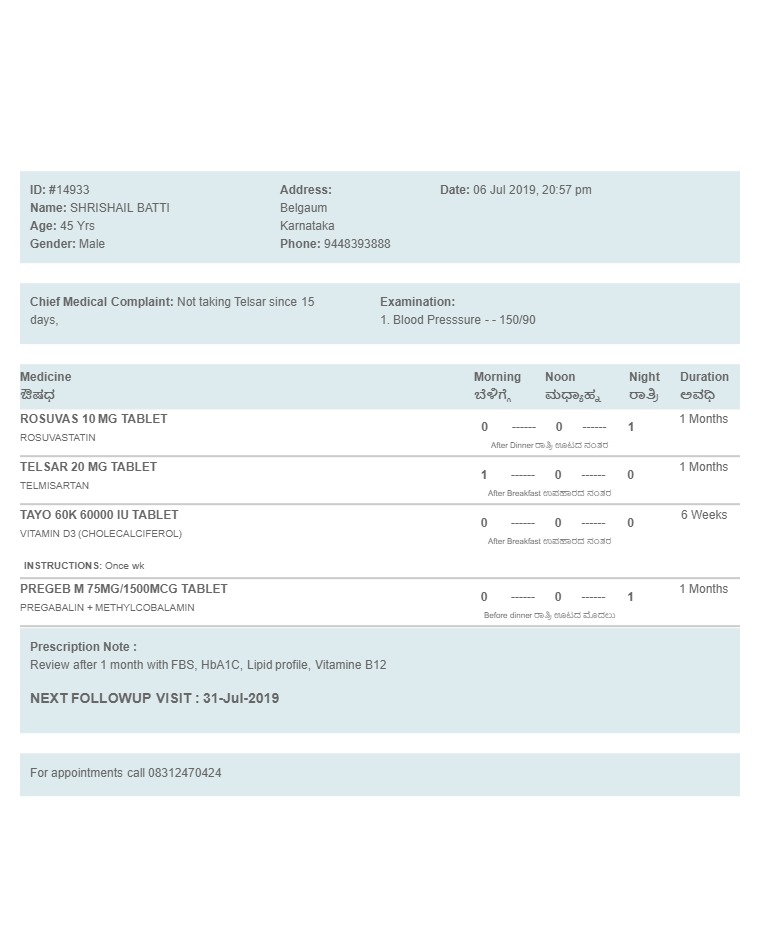 ID: #14933
Name: SHRISHAIL BATTI
Age: 45 Yrs
Gender: Male
Address:
Belgaum
Karnataka
Phone: 9448393888
Date: 06 Jul 2019, 20:57 pm
Chief Medical Complaint: Not taking Telsar since 15
days,
Examination:
1. Blood Presssure - - 150/90
Medicine Morning Noon Night Duration
ಔಷಧ ಬೆಳಿಗ್ಗೆ ಮಧ್ಯಾಹ್ನ ರಾತ್ರಿ ಅವಧಿ
ROSUVAS 10 MG TABLET 1 Months
0 ------ 0 ------ 1
ROSUVASTATIN
After Dinner ರಾತ್ರಿ ಊಟದ ನಂತರ
TELSAR 20 MG TABLET 1 Months
1 ------ 0 ------ 0
TELMISARTAN
After Breakfast ಉಪಹಾರದ ನಂತರ
TAYO 60K 60000 IU TABLET 6 Weeks
0 ------ 0 ------ 0
VITAMIN D3 (CHOLECALCIFEROL)
After Breakfast ಉಪಹಾರದ ನಂತರ
INSTRUCTIONS: Once wk
PREGEB M 75MG/1500MCG TABLET 1 Months
0 ------ 0 ------ 1
PREGABALIN + METHYLCOBALAMIN
Before dinner ರಾತ್ರಿ ಊಟದ ಮೊದಲು
Prescription Note :
Review after 1 month with FBS, HbA1C, Lipid profile, Vitamine B12
NEXT FOLLOWUP VISIT : 31-Jul-2019
For appointments call 08312470424